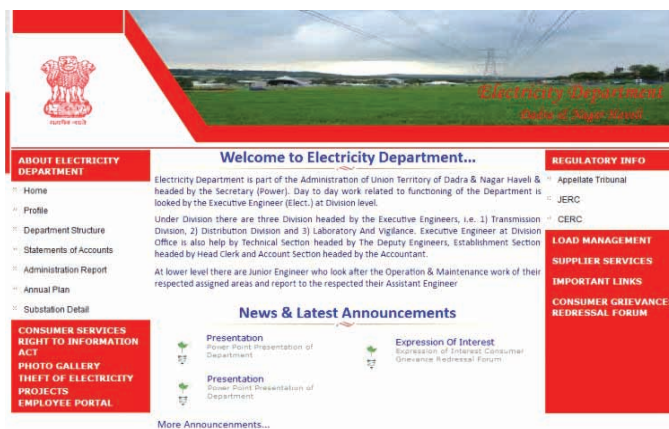 Electricity Department
Dadra & Nagar Haveli
ABOUT ELECTRICITY
DEPARTMENT
Home
Profile
Department Structure
Statements of Accounts
Administration Report
Annual Plan
Substation Detail
CONSUMER SERVICES
RIGHT TO INFORMATION
ACT
PHOTO GALLERY
THEFT OF ELECTRICITY
PROJECTS
EMPLOYEE PORTAL
Welcome to Electricity Department...
Electricity Department is part of the Administration of Union Territory of Dadra & Nagar Haveli &
headed by the Secretary (Power). Day to day work related to functioning of the Department is
looked by the Executive Engineer (Elect.) at Division level.
Under Division there are three Division headed by the Executive Engineers, i.e. 1) Transmission
Division, 2) Distribution Division and 3) Laboratory And Vigilance. Executive Engineer at Division
Office is also help by Technical Section headed by The Deputy Engineers, Establishment Section
headed by Head Clerk and Account Section headed by the Accountant.
At lower level there are Junior Engineer who look after the Operation & Maintenance work of their
respected assigned areas and report to the respected their Assistant Engineer
News & Latest Announcements
Presentation
Power Point Presentation of
Department
Expression Of Interest
Expression of Interest Consumer
Grievance Redressal Forum
Presentation
Power Point Presentation of
Department
More Announcenments...
REGULATORY INFO
Appellate Tribunal
JERC
CERC
LOAD MANAGEMENT
SUPPLIER SERVICES
IMPORTANT LINKS
CONSUMER GRIEVANCE
REDRESSAL FORUM